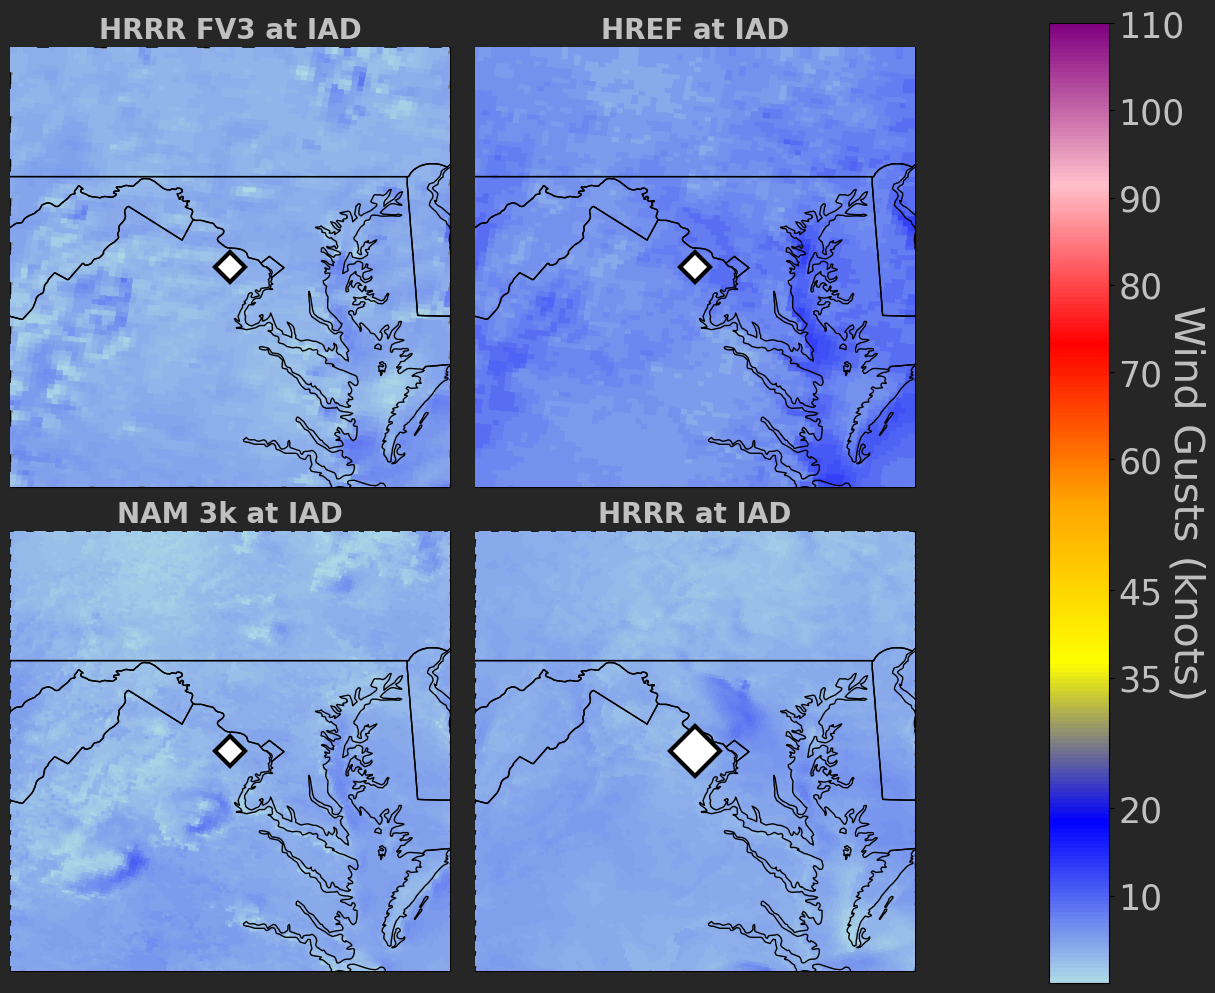 HRRR FV3 at IAD
HREF at IAD
NAM 3k at IAD
HRRR at IAD
110
100
90
80
70
60
45
35
20
10
Wind Gusts (knots)